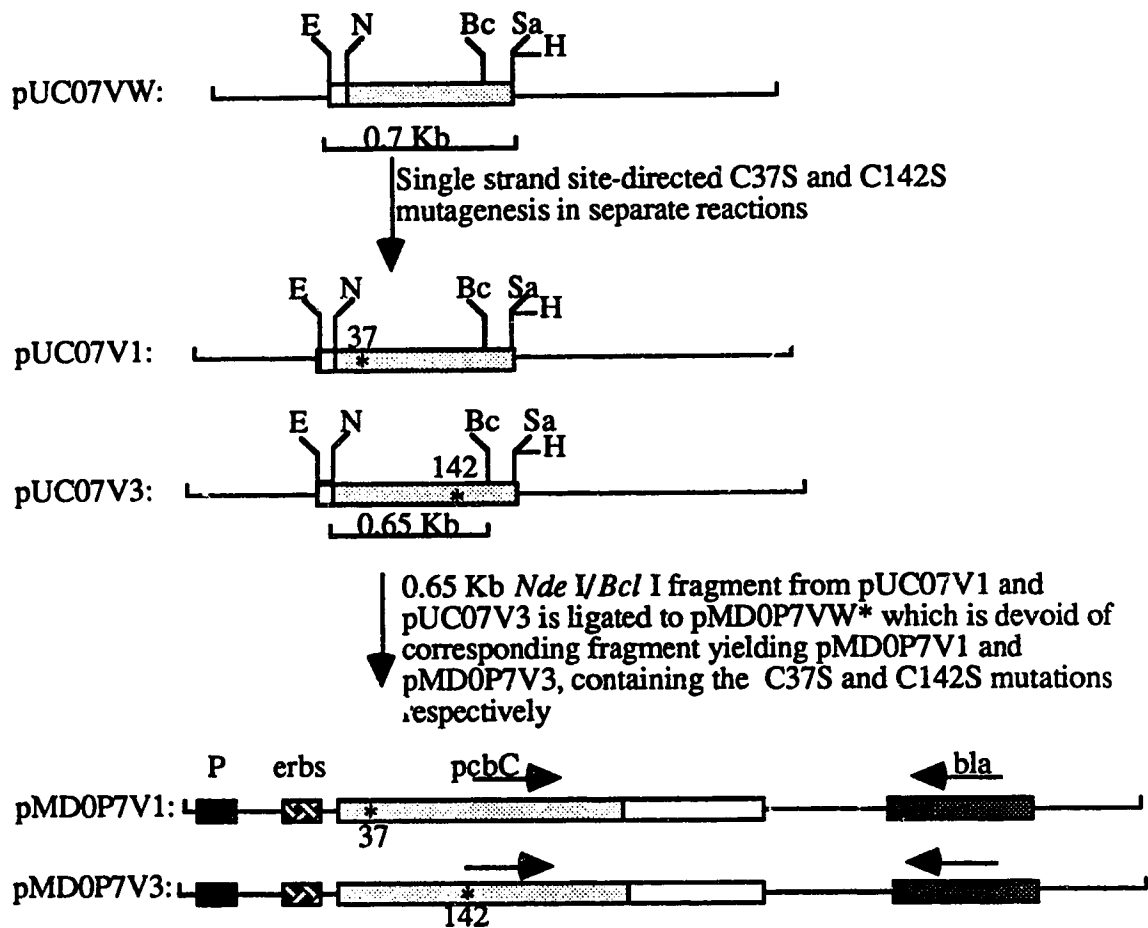 E N Bc Sa
H
pUC07VW:
0.7 Kb
Single strand site-directed C37S and C142S
mutagenesis in separate reactions
E N Bc Sa
H
37
pUC07V1:
*
E N Bc Sa
H
142
pUC07V3:
*
0.65 Kb
0.65 Kb Nde I/Bcl I fragment from pUC07V1 and
pUC07V3 is ligated to pMD0P7VW* which is devoid of
corresponding fragment yielding pMD0P7V1 and
pMD0P7V3, containing the C37S and C142S mutations
respectively
P erbs pcbC bla
pMD0P7V1:
*
37
pMD0P7V3:
*
142